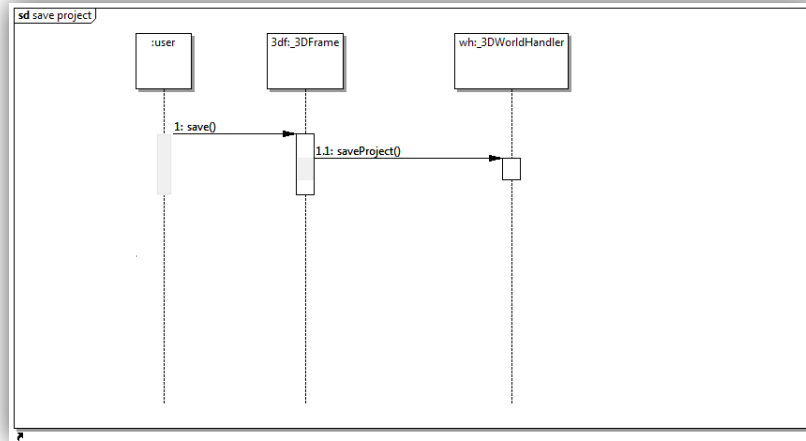 sd save project
:user
3df:_3DFrame
wh:_3DWorldHandler
1: save()
1.1: saveProject()